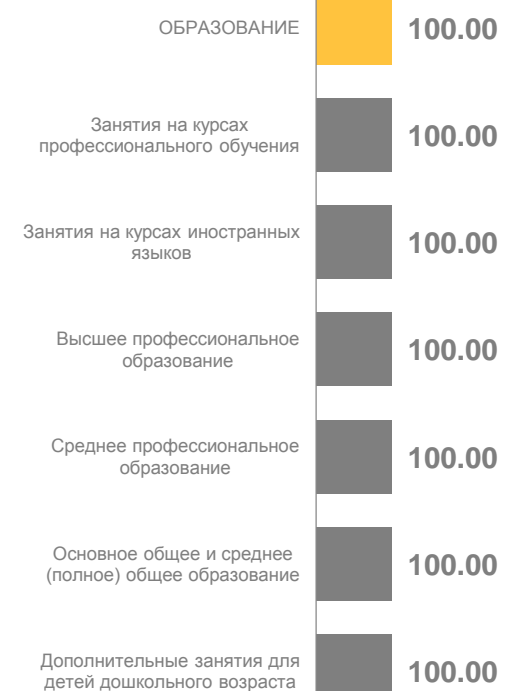 ОБРАЗОВАНИЕ 100.00
Занятия на курсах
профессионального обучения 100.00
Занятия на курсах иностранных
языков 100.00
Высшее профессиональное
образование 100.00
Среднее профессиональное
образование 100.00
Основное общее и среднее
(полное) общее образование 100.00
Дополнительные занятия для
детей дошкольного возраста 100.00